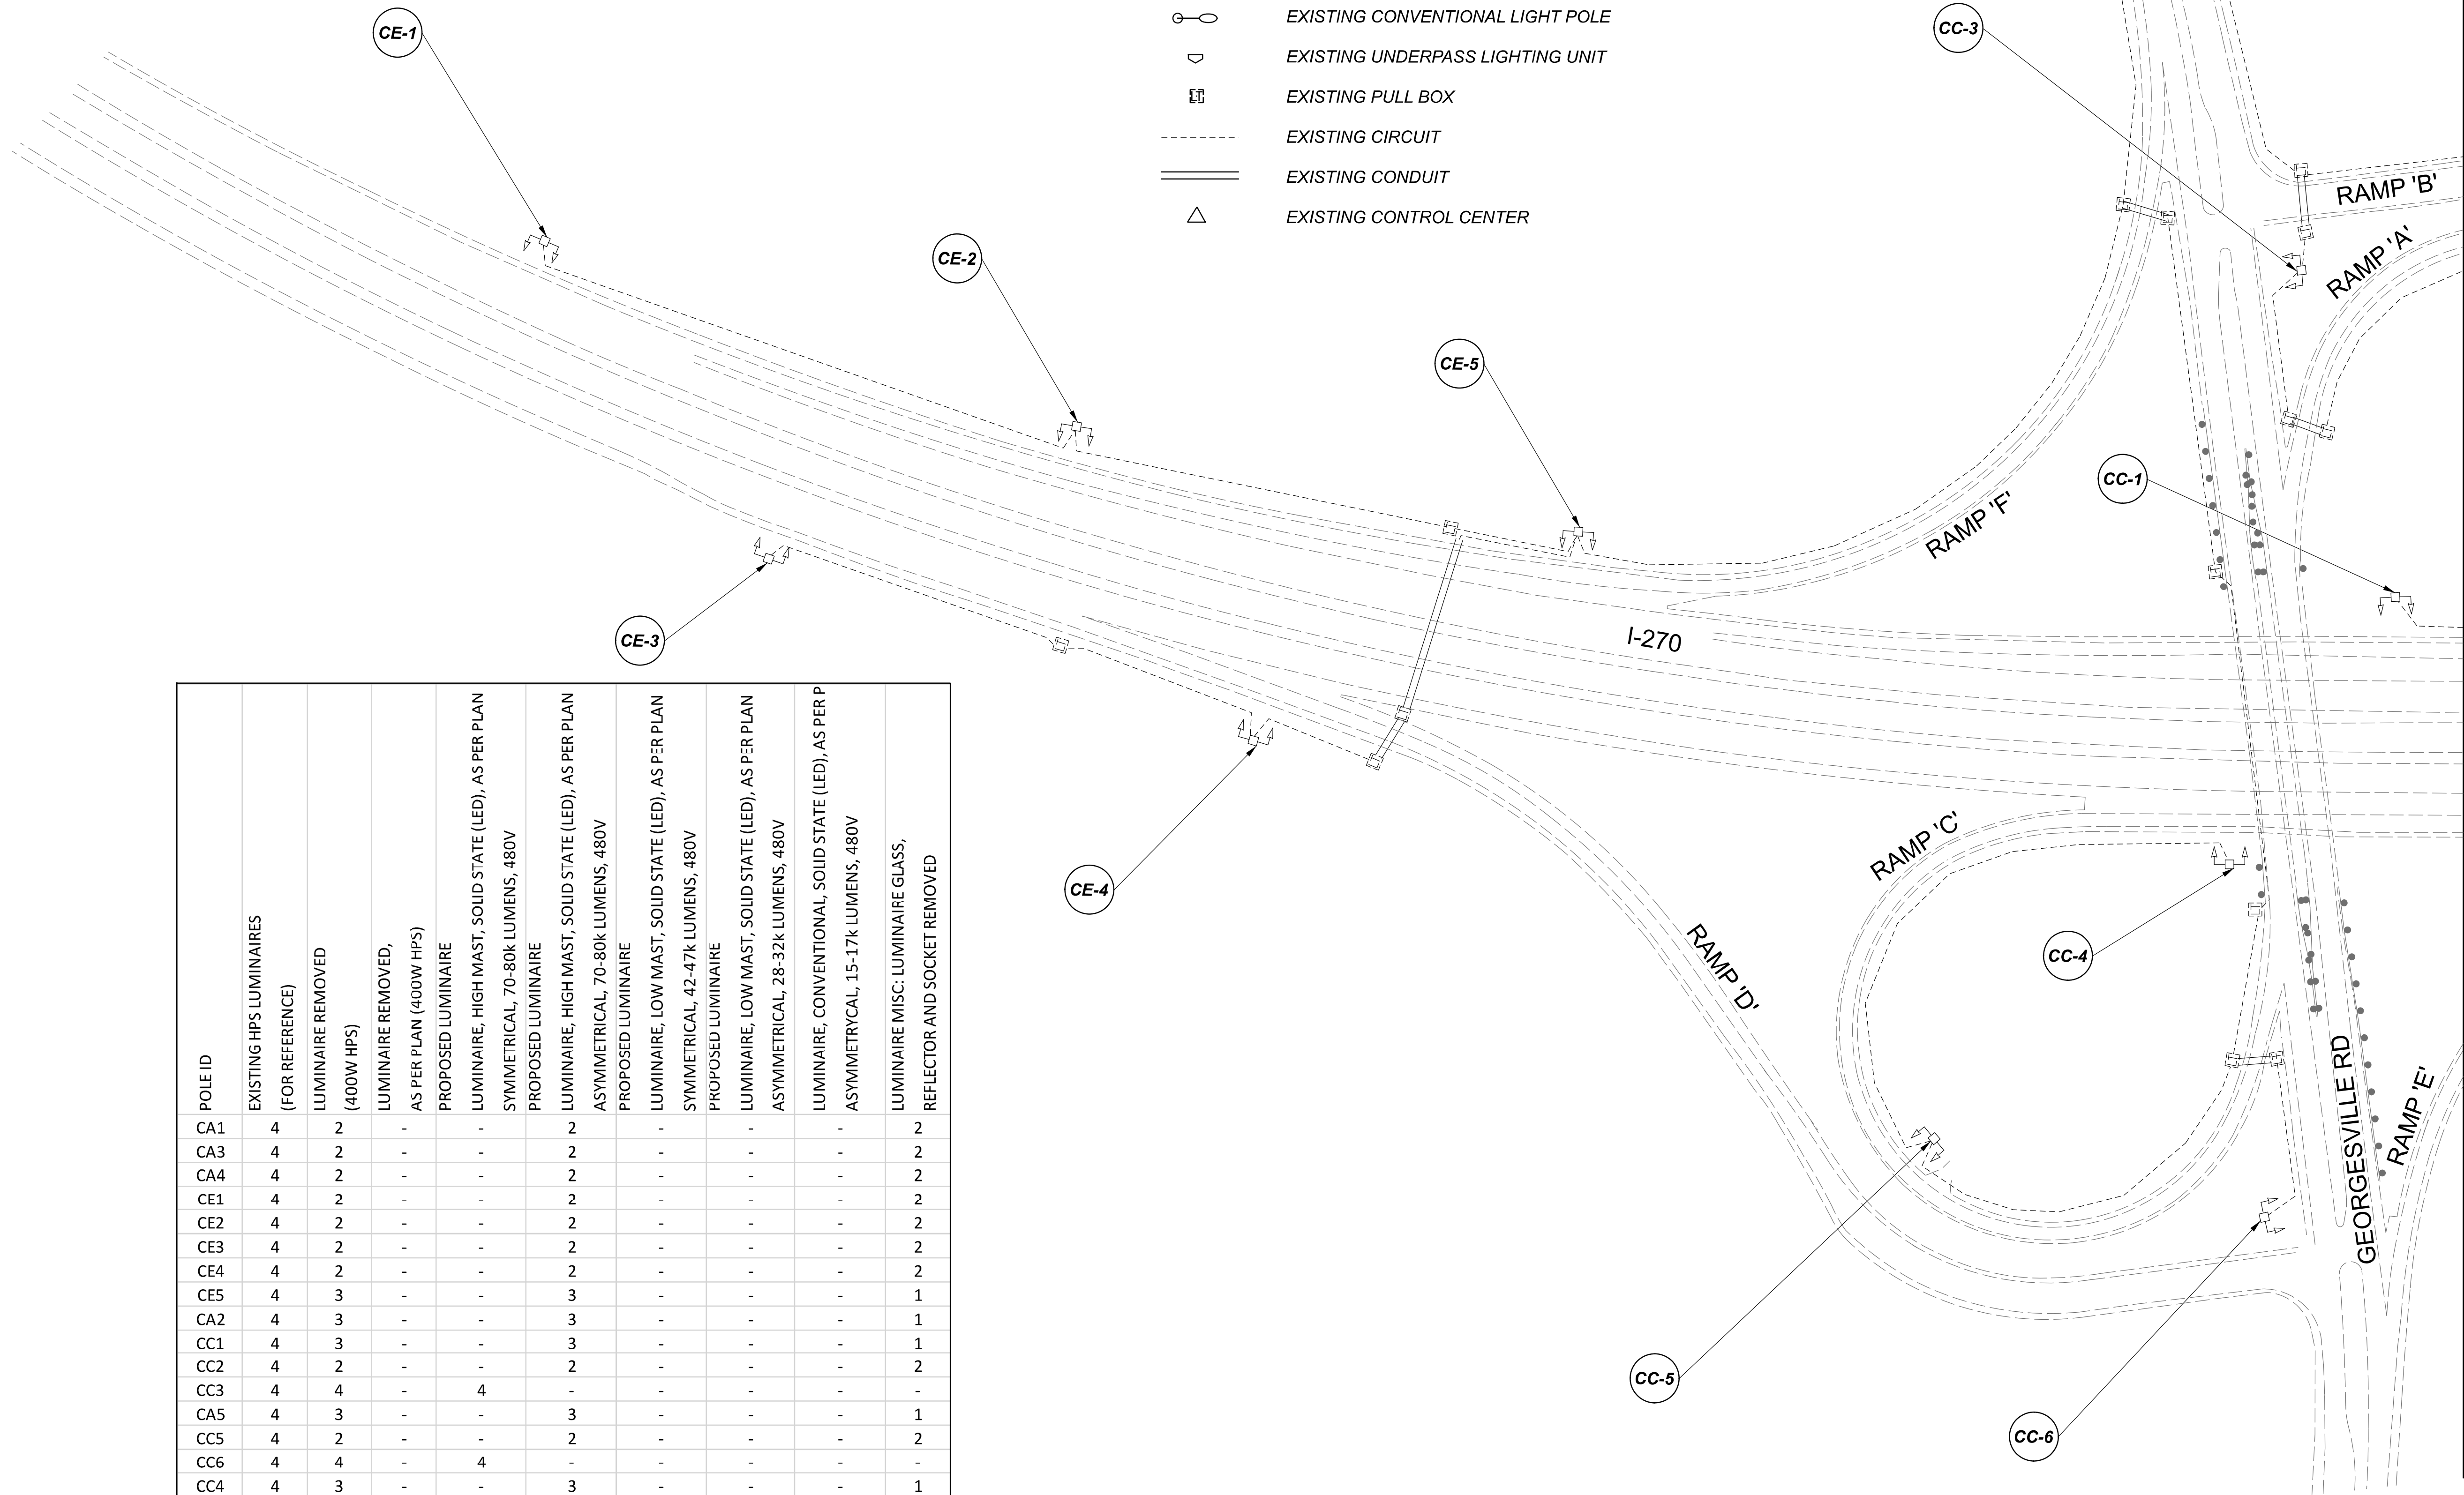 EXISTING CONVENTIONAL LIGHT POLE
EXISTING UNDERPASS LIGHTING UNIT
EXISTING PULL BOX
EXISTING CIRCUIT
EXISTING CONDUIT
EXISTING CONTROL CENTER
CE-1
CC-3
RAMP 'B'
CE-2
RAMP 'A'
CE-5
CC-1
RAMP 'F'
CE-3
I-270
RAMP 'C'
CE-4
RAMP 'D'
CC-4
GEORGESVILLE RD
RAMP 'E'
CC-5
CC-6
POLE ID
EXISTING HPS LUMINAIRES
(FOR REFERENCE)
LUMINAIRE REMOVED
(400W HPS)
LUMINAIRE REMOVED,
AS PER PLAN (400W HPS)
PROPOSED LUMINAIRE
LUMINAIRE, HIGH MAST, SOLID STATE (LED), AS PER PLAN
SYMMETRICAL, 70-80k LUMENS, 480V
PROPOSED LUMINAIRE
LUMINAIRE, HIGH MAST, SOLID STATE (LED), AS PER PLAN
ASYMMETRICAL, 70-80k LUMENS, 480V
PROPOSED LUMINAIRE
LUMINAIRE, LOW MAST, SOLID STATE (LED), AS PER PLAN
SYMMETRICAL, 42-47k LUMENS, 480V
PROPOSED LUMINAIRE
LUMINAIRE, LOW MAST, SOLID STATE (LED), AS PER PLAN
ASYMMETRICAL, 28-32k LUMENS, 480V
LUMINAIRE, CONVENTIONAL, SOLID STATE (LED), AS PER P
ASYMMETRYCAL, 15-17k LUMENS, 480V
LUMINAIRE MISC: LUMINAIRE GLASS,
REFLECTOR AND SOCKET REMOVED
CA1 4 2 - - 2 - - - 2
CA3 4 2 - - 2 - - - 2
CA4 4 2 - - 2 - - - 2
CE1 4 2 - - 2 - - - 2
CE2 4 2 - - 2 - - - 2
CE3 4 2 - - 2 - - - 2
CE4 4 2 - - 2 - - - 2
CE5 4 3 - - 3 - - - 1
CA2 4 3 - - 3 - - - 1
CC1 4 3 - - 3 - - - 1
CC2 4 2 - - 2 - - - 2
CC3 4 4 - 4 - - - - -
CA5 4 3 - - 3 - - - 1
CC5 4 2 - - 2 - - - 2
CC6 4 4 - 4 - - - - -
CC4 4 3 - - 3 - - - 1